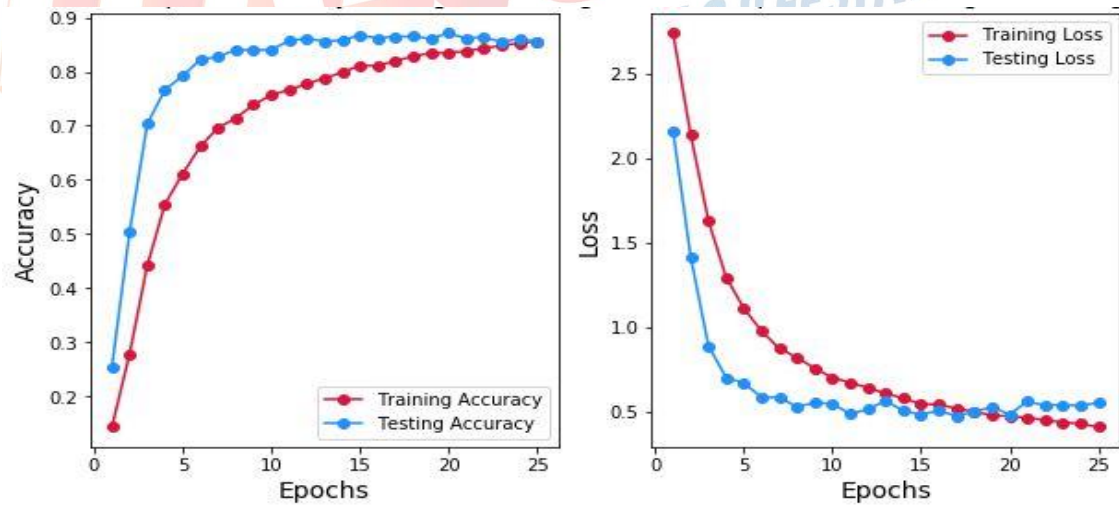 0.9
0.8
0.7
0.6
0.5
0.4
0.3
0.2
Accuracy
Training Accuracy
Testing Accuracy
0 5 10 15 20 25
Epochs
2.5
2.0
1.5
1.0
0.5
Loss
Training Loss
Testing Loss
0 5 10 15 20 25
Epochs